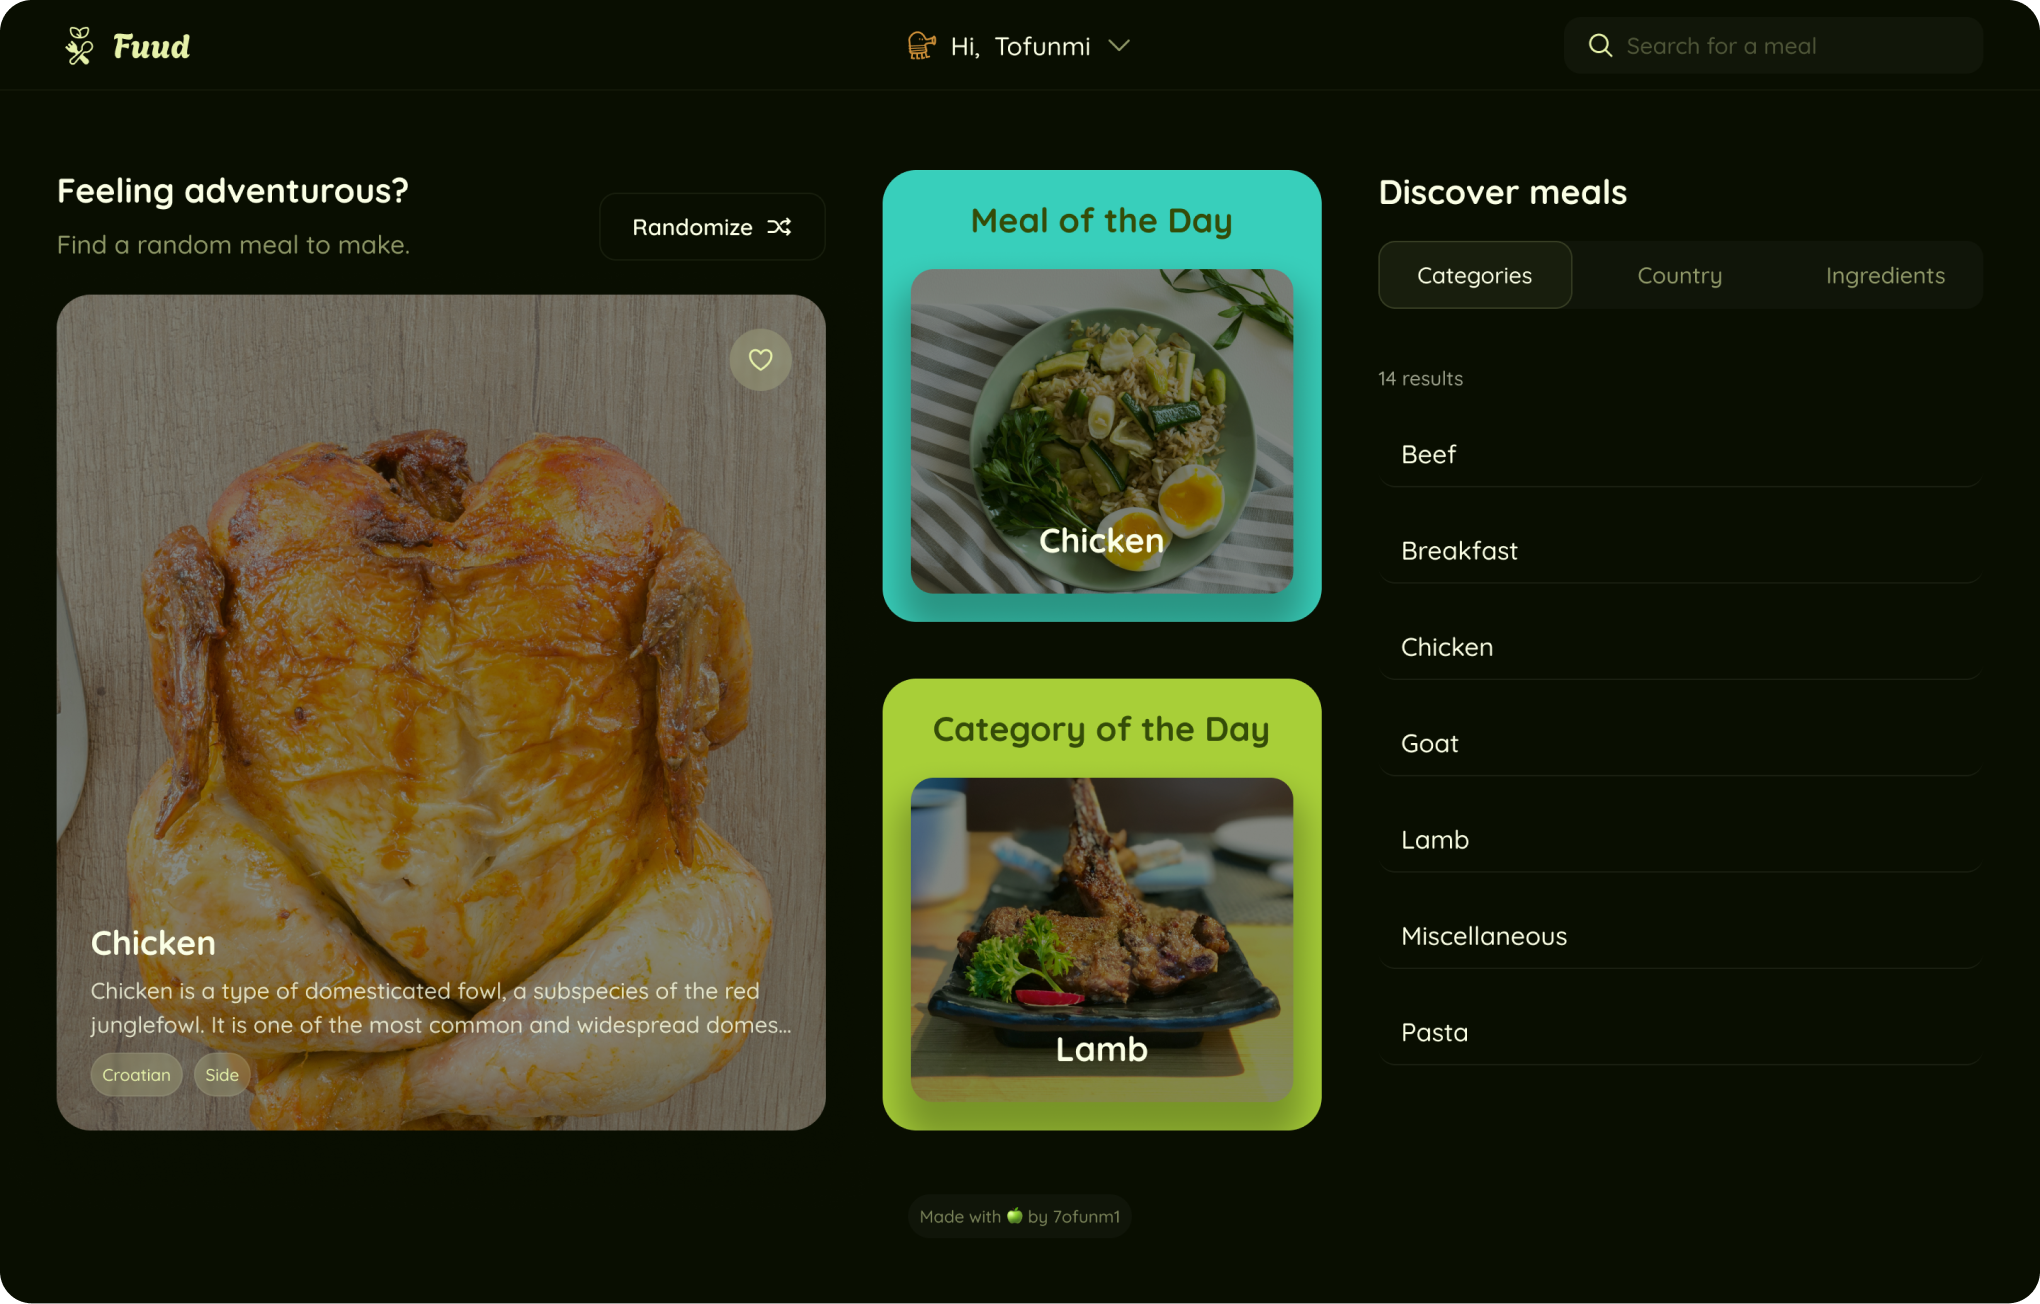 Fuud
Hi, Tofunmi
Search for a meal
Feeling adventurous?
Find a random meal to make.
Randomize
Chicken
Chicken is a type of domesticated fowl, a subspecies of the red
junglefowl. It is one of the most common and widespread domes...
Croatian
Side
Meal of the Day
Chicken
Category of the Day
Lamb
Discover meals
Categories
Country
Ingredients
14 results
Beef
Breakfast
Chicken
Goat
Lamb
Miscellaneous
Pasta
Made with 🍏 by 7ofunm1